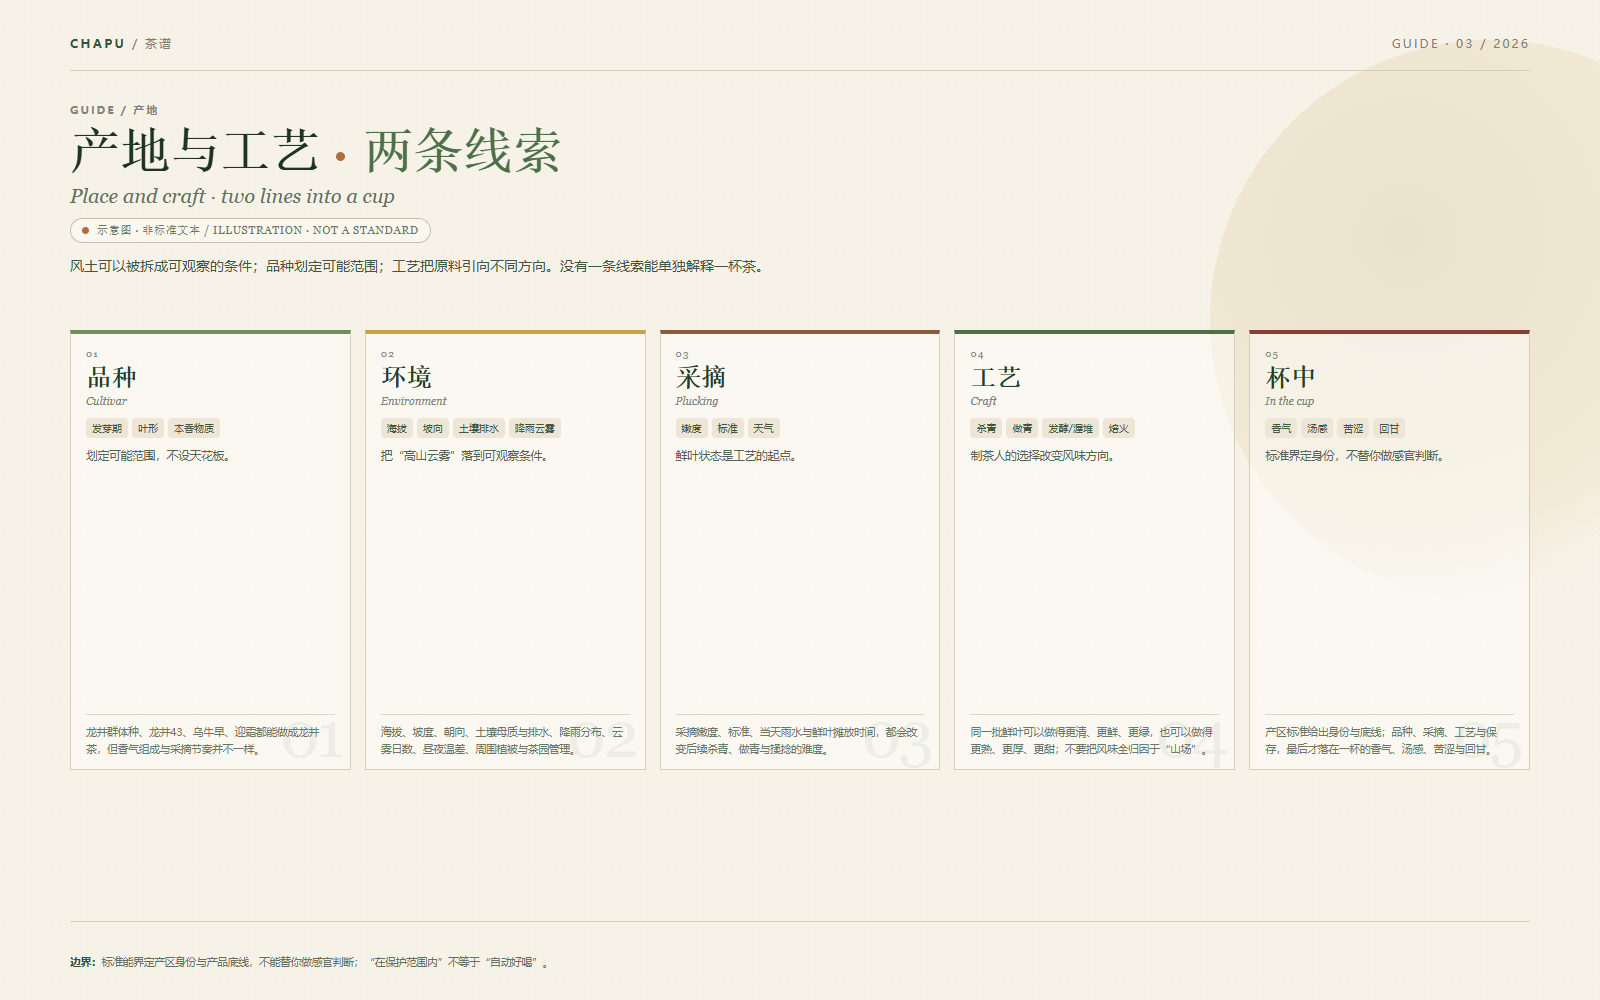 CHAPU / 茶谱
GUIDE · 03 / 2026
GUIDE / 产地
产地与工艺 · 两条线索
Place and craft · two lines into a cup
示意图 · 非标准文本 / ILLUSTRATION · NOT A STANDARD
风土可以被拆成可观察的条件；品种划定可能范围；工艺把原料引向不同方向。没有一条线索能单独解释一杯茶。
01
品种
Cultivar
发芽期 叶形 本香物质
划定可能范围，不设天花板。
龙井群体种、龙井43、乌牛早、迎霜都能做成龙井
茶，但香气组成与采摘节奏并不一样。
01
02
环境
Environment
海拔 坡向 土壤排水 降雨云雾
把“高山云雾”落到可观察条件。
海拔、坡度、朝向、土壤母质与排水、降雨分布、云
雾日数、昼夜温差、周围植被与茶园管理。
02
03
采摘
Plucking
嫩度 标准 天气
鲜叶状态是工艺的起点。
采摘嫩度、标准、当天雨水与鲜叶摊放时间，都会改
变后续杀青、做青与揉捻的难度。
03
04
工艺
Craft
杀青 做青 发酵/渥堆 焙火
制茶人的选择改变风味方向。
同一批鲜叶可以做得更清、更鲜、更绿，也可以做得
更熟、更厚、更甜；不要把风味全归因于“山场”。
04
05
杯中
In the cup
香气 汤感 苦涩 回甘
标准界定身份，不替你做感官判断。
产区标准给出身份与底线；品种、采摘、工艺与保
存，最后才落在一杯的香气、汤感、苦涩与回甘。
05
边界：标准能界定产区身份与产品底线，不能替你做感官判断；“在保护范围内”不等于“自动好喝”。